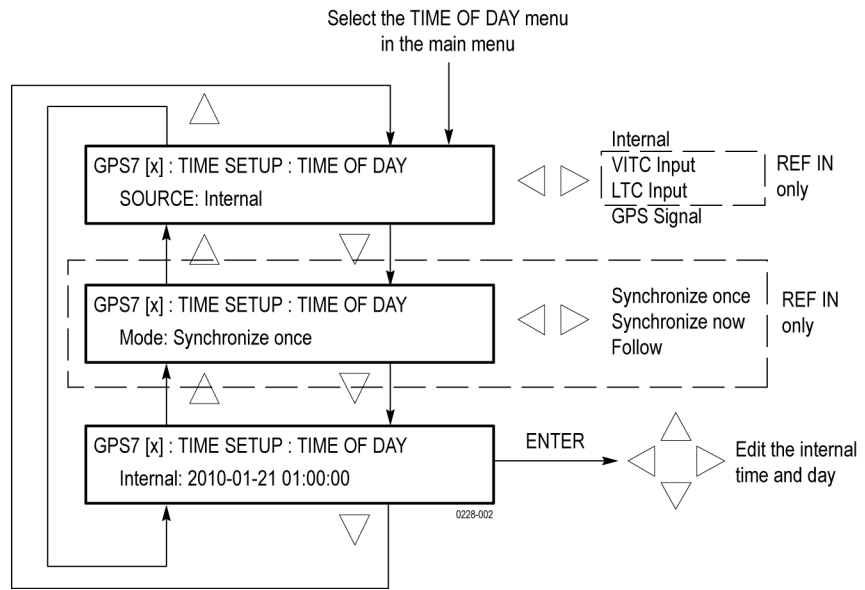 Select the TIME OF DAY menu
in the main menu
GPS7 [x] : TIME SETUP : TIME OF DAY
SOURCE: Internal
Internal
VITC Input
LTC Input
GPS Signal
REF IN
only
GPS7 [x] : TIME SETUP : TIME OF DAY
Mode: Synchronize once
Synchronize once
Synchronize now
Follow
REF IN
only
GPS7 [x] : TIME SETUP : TIME OF DAY
Internal: 2010-01-21 01:00:00
ENTER
Edit the internal
time and day
0228-002